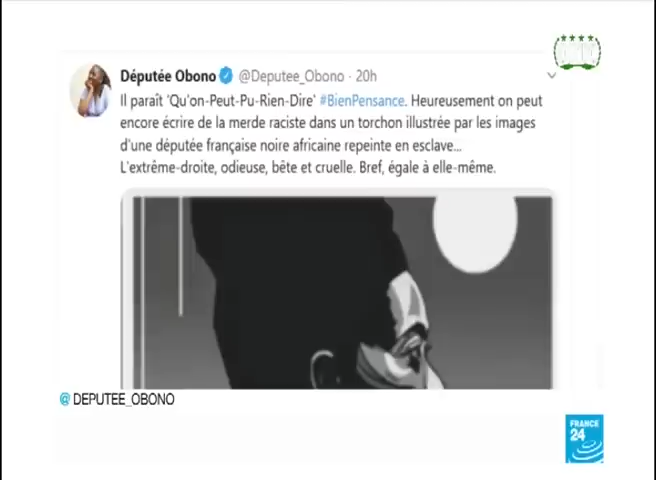 Députée Obono @Deputee_Obono · 20h
Il paraît 'Qu'on-Peut-Pu-Rien-Dire' #BienPensance. Heureusement on peut
encore écrire de la merde raciste dans un torchon illustrée par les images
d'une députée française noire africaine repeinte en esclave...
L'extrême-droite, odieuse, bête et cruelle. Bref, égale à elle-même.
@ DEPUTEE_OBONO
FRANCE
24